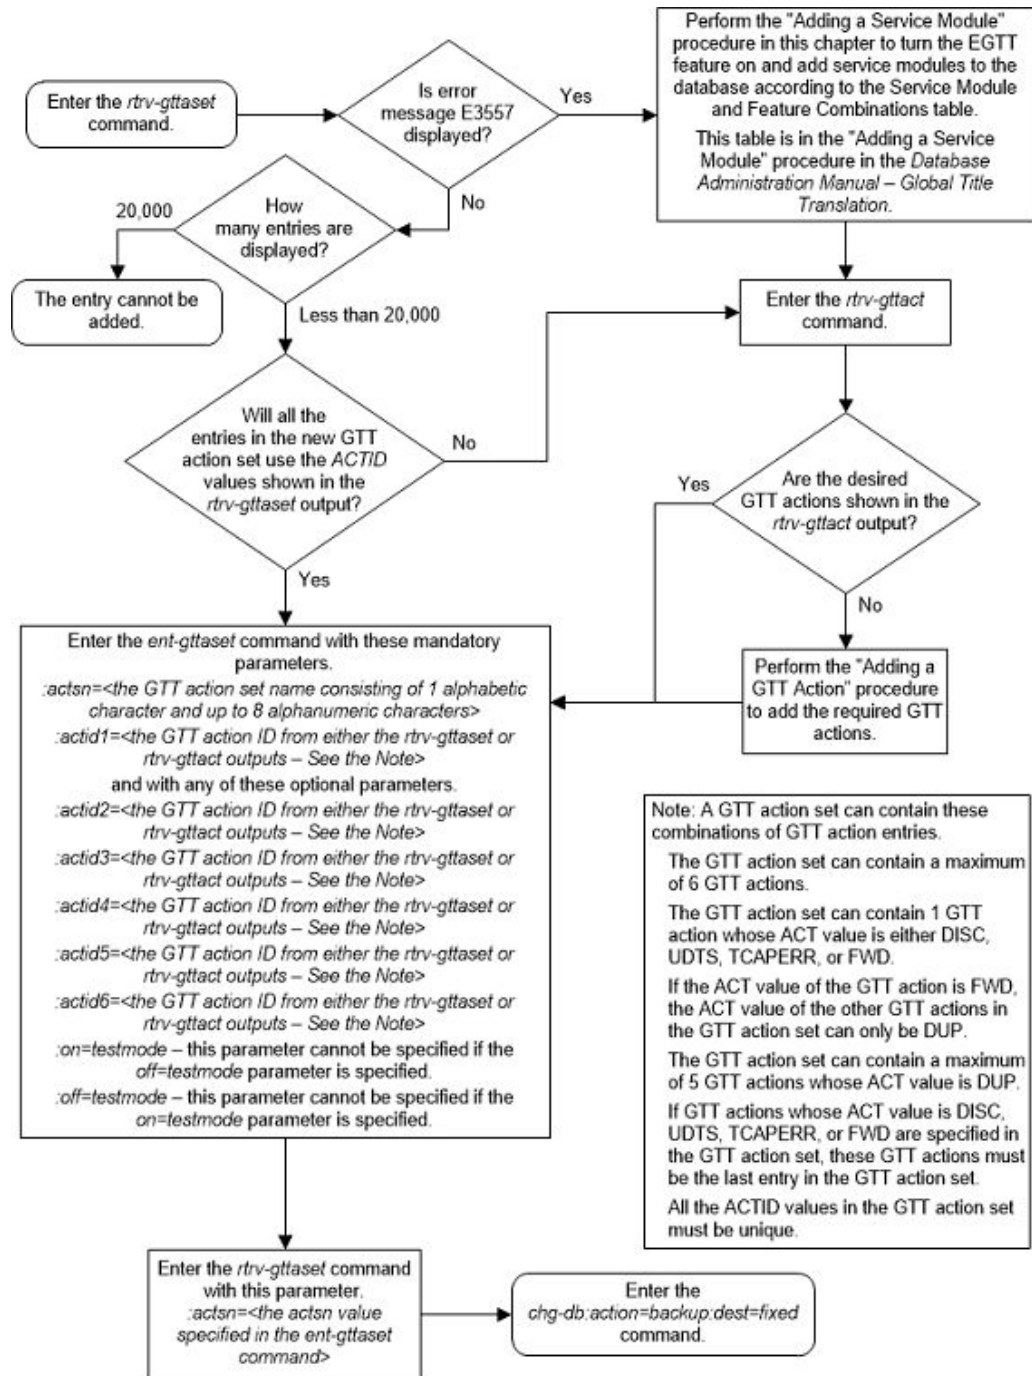 Enter the rtrv-gttaset
command.
Is error
message E3557
displayed?
Yes
No
Perform the "Adding a Service Module"
procedure in this chapter to turn the EGTT
feature on and add service modules to the
database according to the Service Module
and Feature Combinations table.
This table is in the "Adding a Service
Module" procedure in the Database
Administration Manual – Global Title
Translation.
How
many entries are
displayed?
20,000
The entry cannot be
added.
Less than 20,000
Enter the rtrv-gttact
command.
Will all the
entries in the new GTT
action set use the ACTID
values shown in the
rtrv-gttaset output?
No
Yes
Are the desired
GTT actions shown in the
rtrv-gttact output?
Yes
No
Perform the "Adding a
GTT Action" procedure
to add the required GTT
actions.
Enter the ent-gttaset command with these mandatory
parameters.
:actsn=<the GTT action set name consisting of 1 alphabetic
character and up to 8 alphanumeric characters>
:actid1=<the GTT action ID from either the rtrv-gttaset or
rtrv-gttact outputs – See the Note>
and with any of these optional parameters.
:actid2=<the GTT action ID from either the rtrv-gttaset or
rtrv-gttact outputs – See the Note>
:actid3=<the GTT action ID from either the rtrv-gttaset or
rtrv-gttact outputs – See the Note>
:actid4=<the GTT action ID from either the rtrv-gttaset or
rtrv-gttact outputs – See the Note>
:actid5=<the GTT action ID from either the rtrv-gttaset or
rtrv-gttact outputs – See the Note>
:actid6=<the GTT action ID from either the rtrv-gttaset or
rtrv-gttact outputs – See the Note>
:on=testmode – this parameter cannot be specified if the
off=testmode parameter is specified.
:off=testmode – this parameter cannot be specified if the
on=testmode parameter is specified.
Note: A GTT action set can contain these
combinations of GTT action entries.
The GTT action set can contain a maximum
of 6 GTT actions.
The GTT action set can contain 1 GTT
action whose ACT value is either DISC,
UDTS, TCAPERR, or FWD.
If the ACT value of the GTT action is FWD,
the ACT value of the other GTT actions in
the GTT action set can only be DUP.
The GTT action set can contain a maximum
of 5 GTT actions whose ACT value is DUP.
If GTT actions whose ACT value is DISC,
UDTS, TCAPERR, or FWD are specified in
the GTT action set, these GTT actions must
be the last entry in the GTT action set.
All the ACTID values in the GTT action set
must be unique.
Enter the rtrv-gttaset command
with this parameter.
:actsn=<the actsn value
specified in the ent-gttaset
command>
Enter the
chg-db:action=backup:dest=fixed
command.